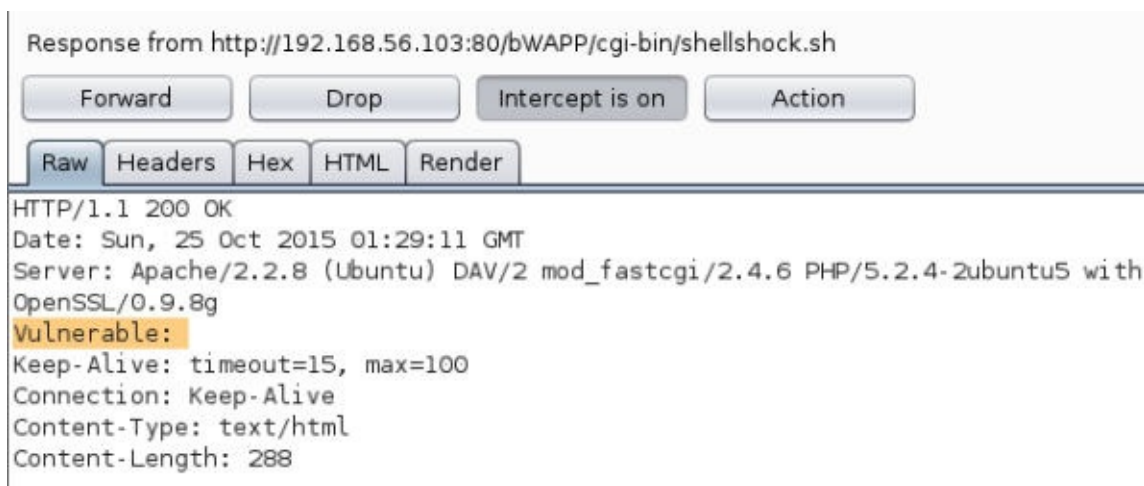 Response from http://192.168.56.103:80/bWAPP/cgi-bin/shellshock.sh
Forward Drop Intercept is on Action
Raw Headers Hex HTML Render
HTTP/1.1 200 OK
Date: Sun, 25 Oct 2015 01:29:11 GMT
Server: Apache/2.2.8 (Ubuntu) DAV/2 mod_fastcgi/2.4.6 PHP/5.2.4-2ubuntu5 with
OpenSSL/0.9.8g
Vulnerable:
Keep-Alive: timeout=15, max=100
Connection: Keep-Alive
Content-Type: text/html
Content-Length: 288